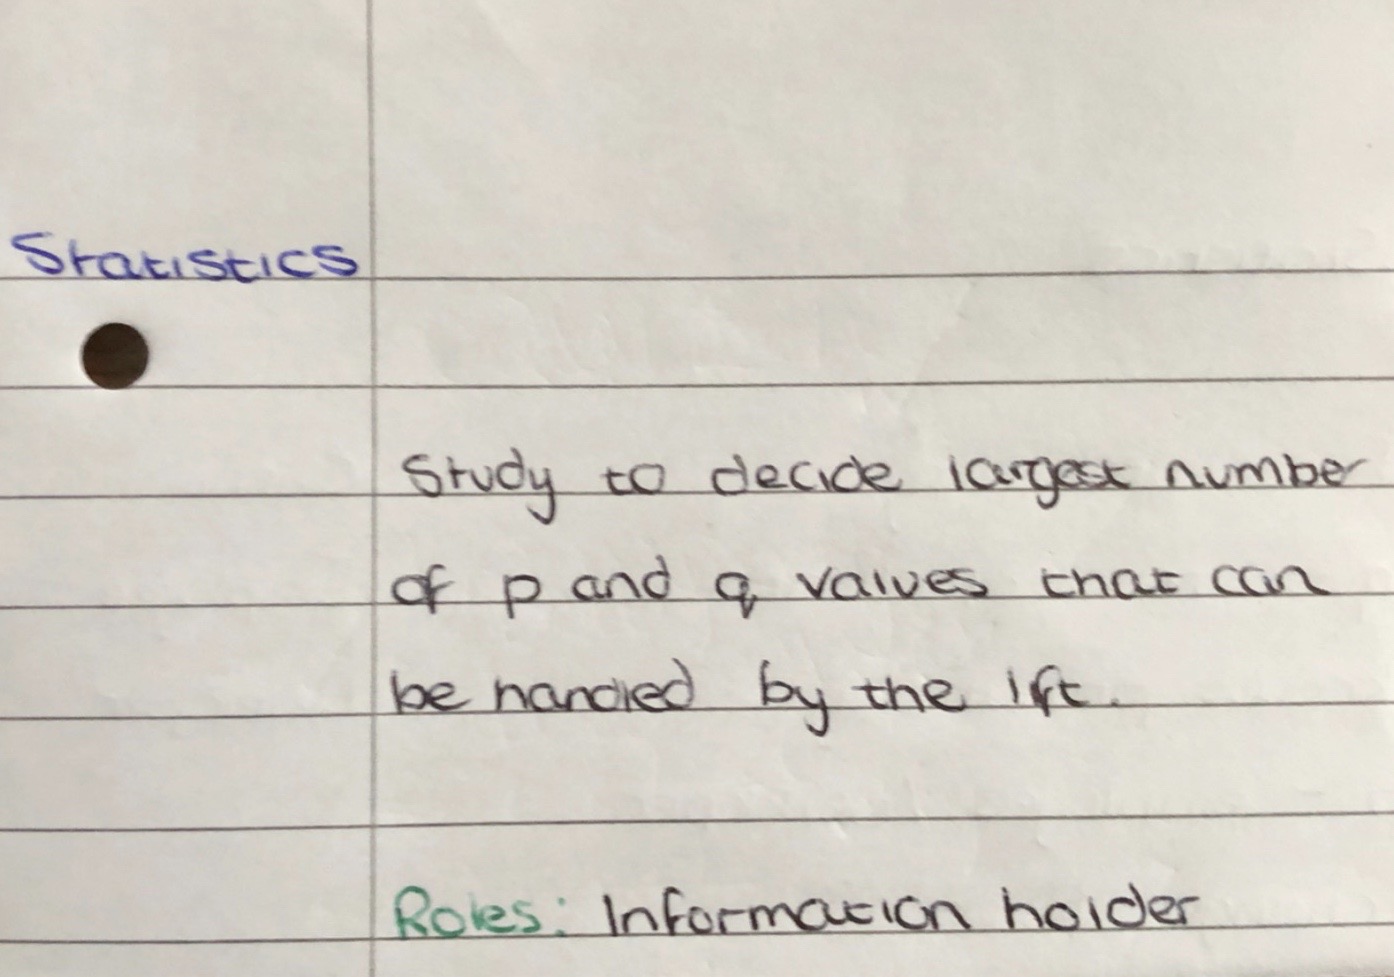 Statistics
Study to decide largest number
of p and q values that can
be handled by the lift.
Roles: Information holder